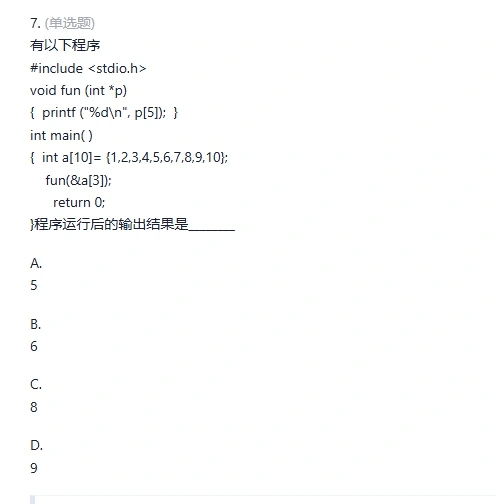 7. (单选题)
有以下程序
#include <stdio.h>
void fun (int *p)
{ printf ("%d\n", p[5]); }
int main( )
{ int a[10]= {1,2,3,4,5,6,7,8,9,10};
fun(&a[3]);
return 0;
}程序运行后的输出结果是________
A.
5
B.
6
C.
8
D.
9